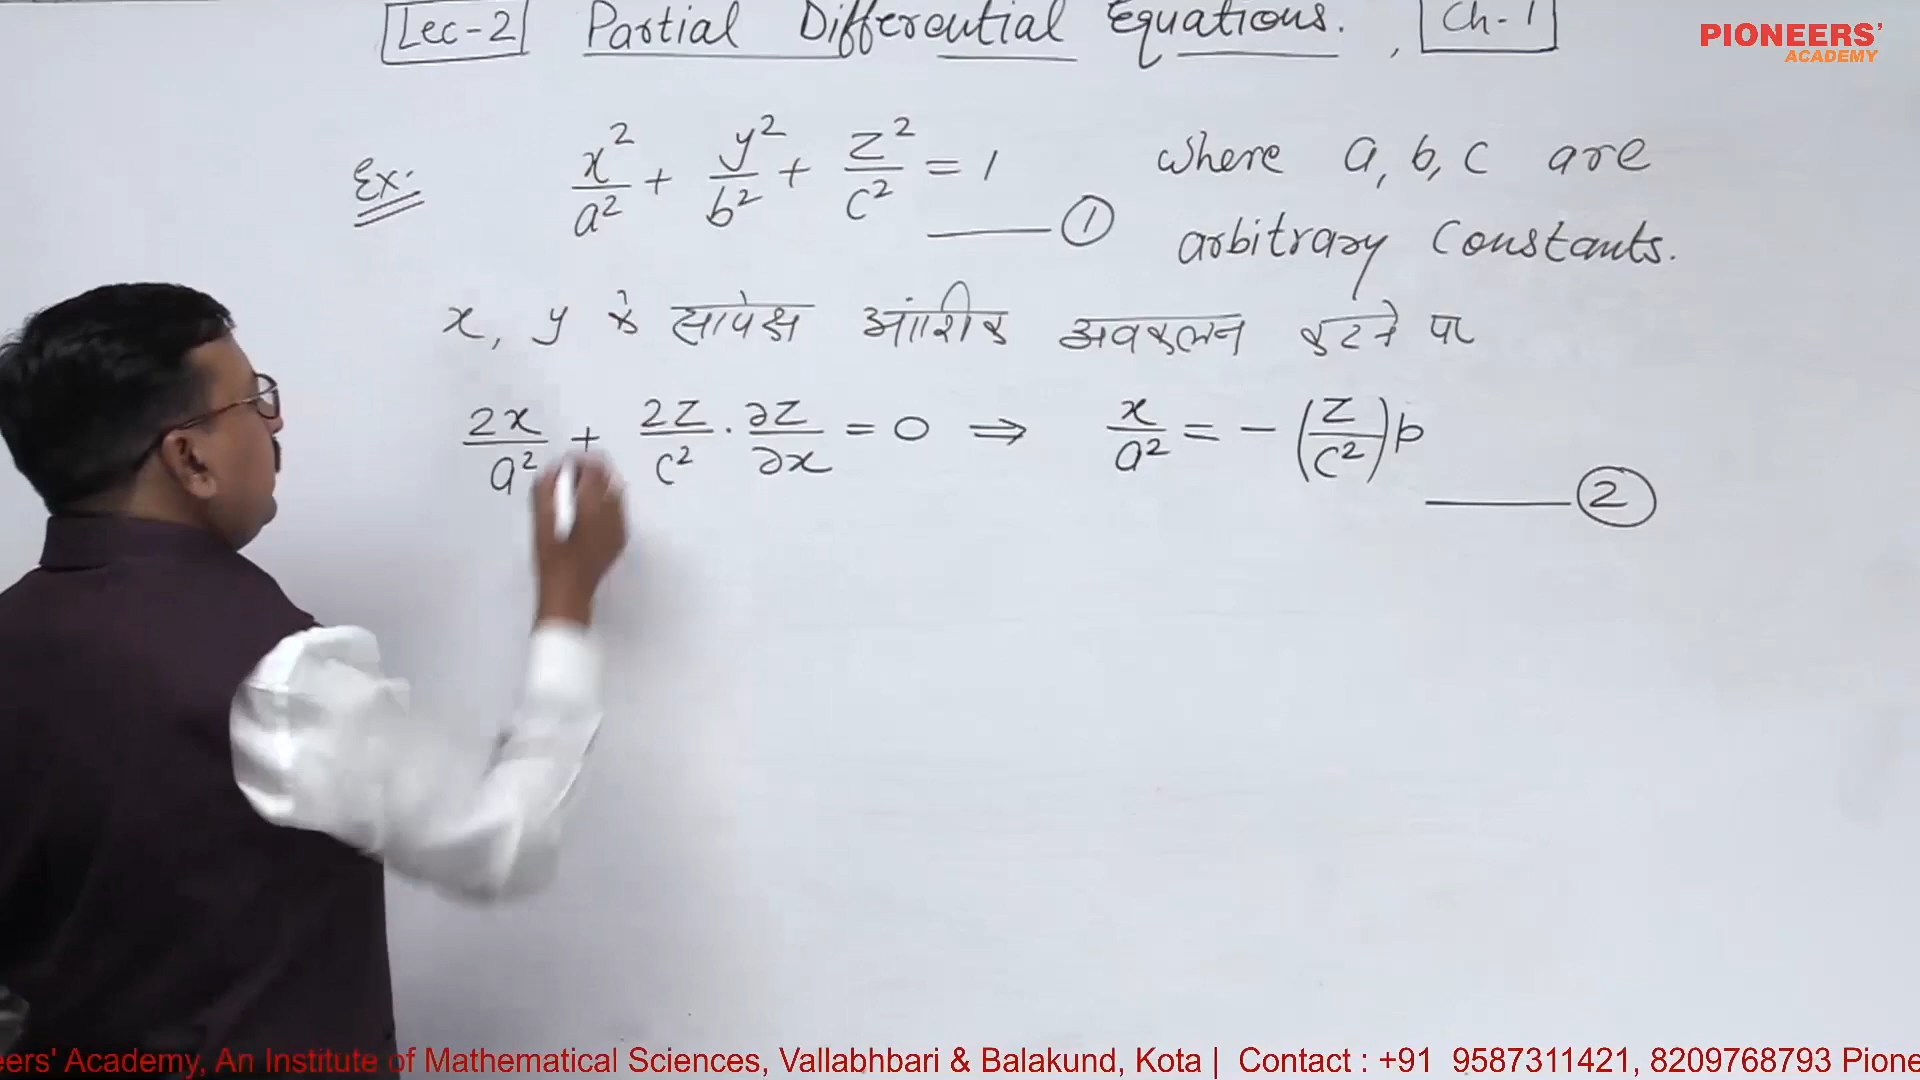 Lec-2 Partial Differential Equations. , Ch-1
PIONEERS'
ACADEMY
Ex: x²/a² + y²/b² + z²/c² = 1 ——— ① where a, b, c are
arbitrary constants.
x, y के सापेक्ष आंशिक अवकलन करने पर
2x/a² + 2z/c² · ∂z/∂x = 0 ⇒ x/a² = - (z/c²) p ——— ②
eers' Academy, An Institute of Mathematical Sciences, Vallabhbari & Balakund, Kota | Contact : +91 9587311421, 8209768793 Pione